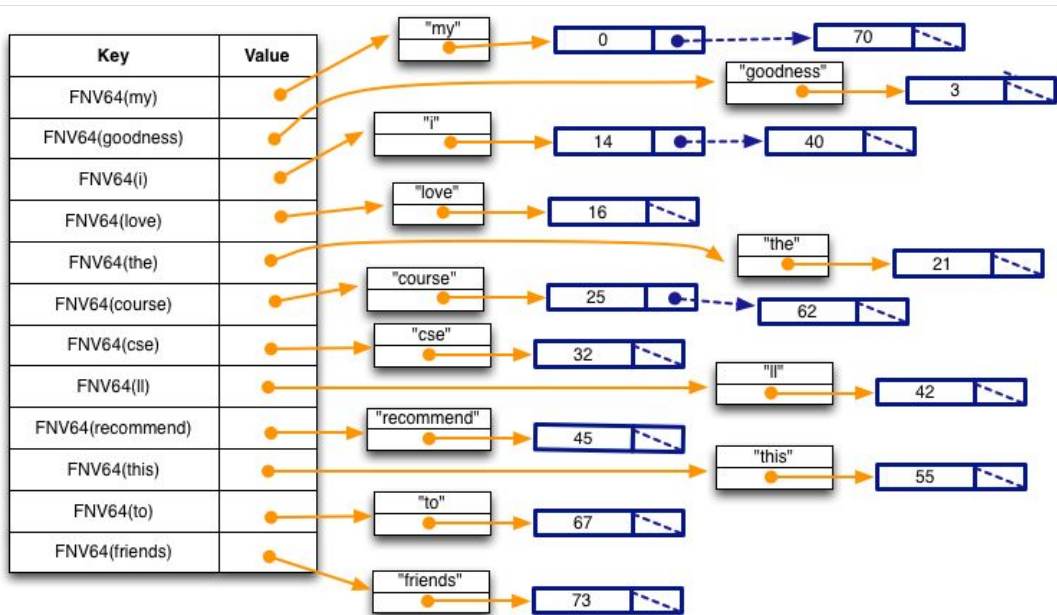 Key Value
FNV64(my)
FNV64(goodness)
FNV64(i)
FNV64(love)
FNV64(the)
FNV64(course)
FNV64(cse)
FNV64(ll)
FNV64(recommend)
FNV64(this)
FNV64(to)
FNV64(friends)
"my"
0 70
"goodness"
3
"i"
14 40
"love"
16
"the"
21
"course"
25 62
"cse"
32
"ll"
42
"recommend"
45
"this"
55
"to"
67
"friends"
73